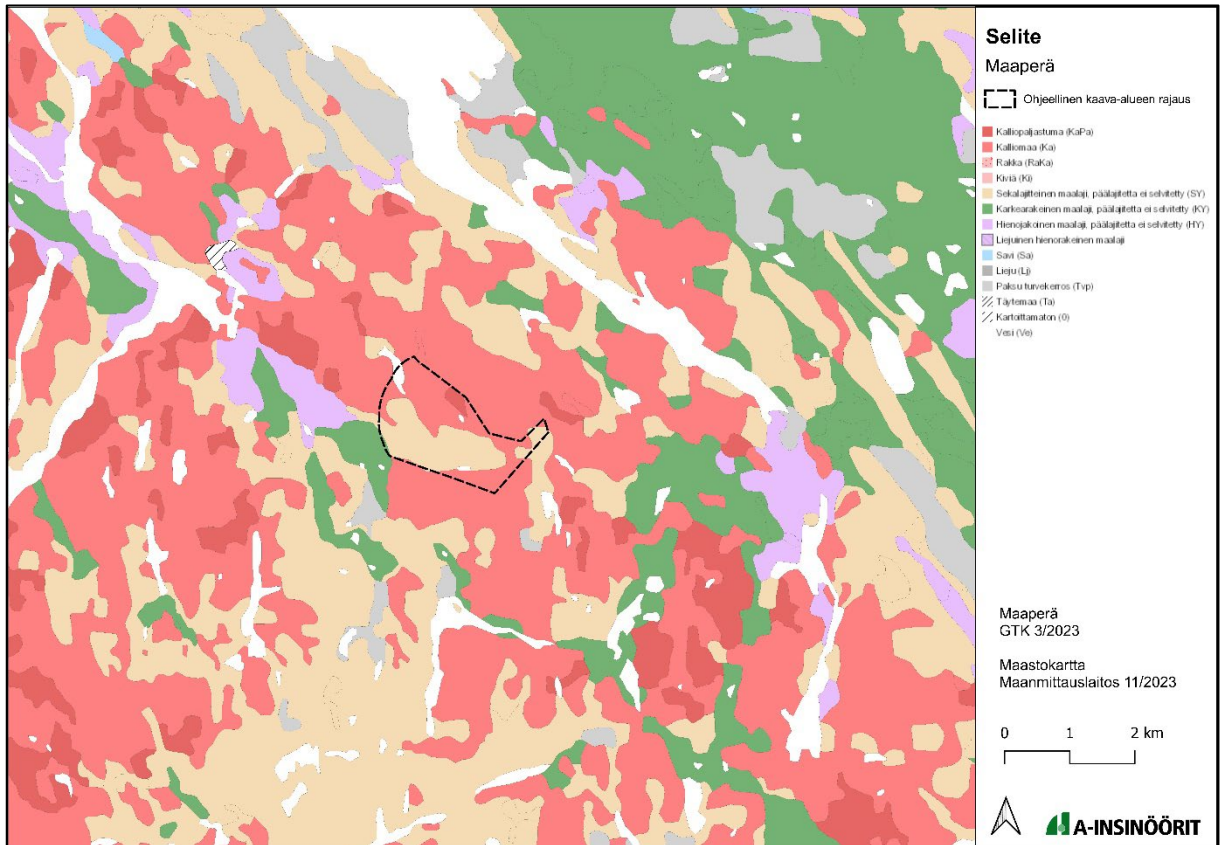 Selite
Maaperä
Ohjeellinen kaava-alueen rajaus
Kalliopaljastuma (KaPa)
Kalliomaa (Ka)
Rakka (RaKa)
Kiviä (Ki)
Sekalajitteinen maalaji, päälajitetta ei selvitetty (SY)
Karkearakeinen maalaji, päälajitetta ei selvitetty (KY)
Hienojakoinen maalaji, päälajitetta ei selvitetty (HY)
Liejuinen hienorakeinen maalaji
Savi (Sa)
Lieju (Lj)
Paksu turvekerros (Tvp)
Täytemaa (Ta)
Kartoittamaton (0)
Vesi (Ve)
Maaperä
GTK 3/2023
Maastokartta
Maanmittauslaitos 11/2023
0 1 2 km
A-INSINÖÖRIT